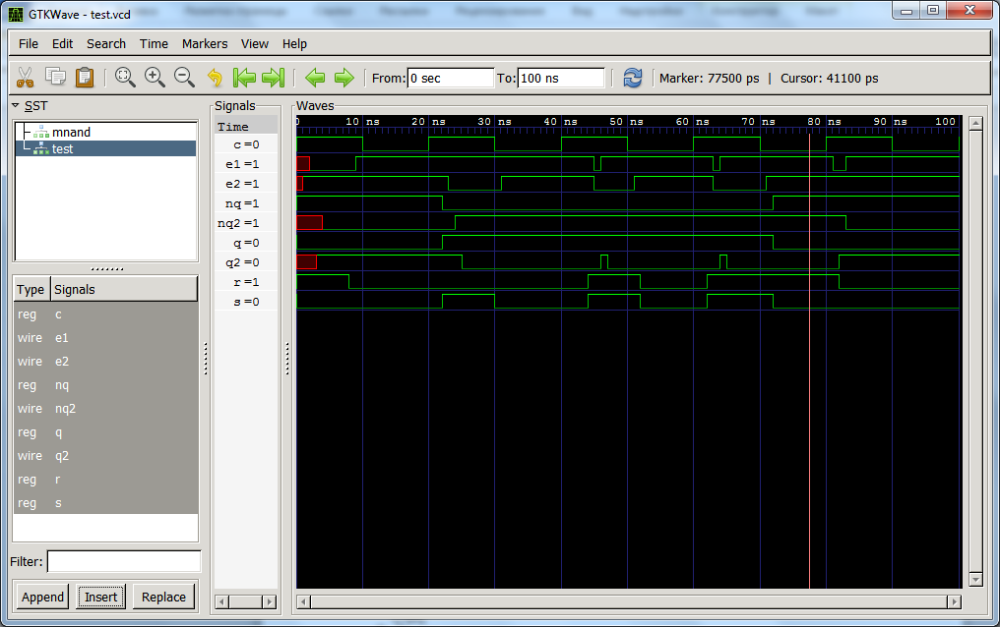 GTKWave - test.vcd
File Edit Search Time Markers View Help
From: 0 sec To: 100 ns Marker: 77500 ps | Cursor: 41100 ps
SST
mnand
test
Type Signals
reg c
wire e1
wire e2
reg nq
wire nq2
reg q
wire q2
reg r
reg s
Filter:
Append Insert Replace
Signals
Time
c=0
e1=1
e2=1
nq=1
nq2=1
q=0
q2=0
r=1
s=0
Waves
0 10 ns 20 ns 30 ns 40 ns 50 ns 60 ns 70 ns 80 ns 90 ns 100